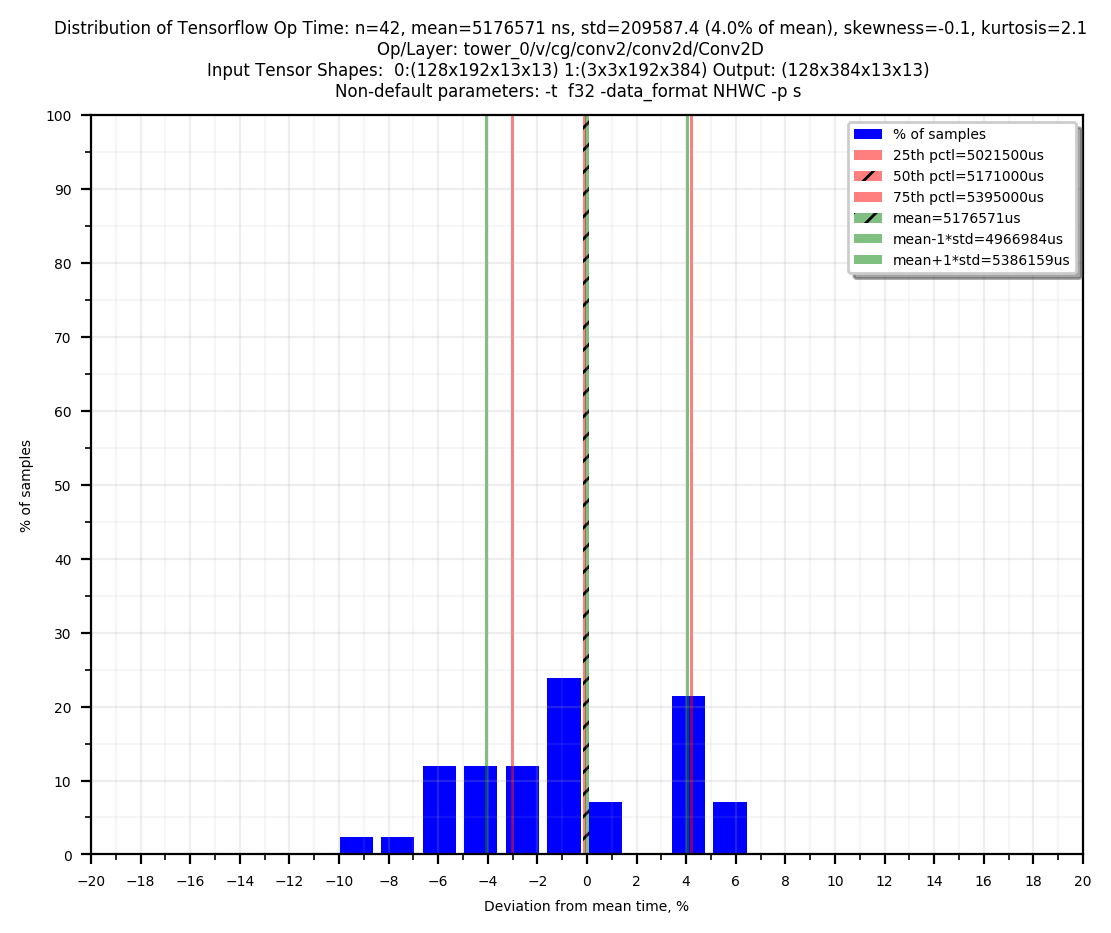 Distribution of Tensorflow Op Time: n=42, mean=5176571 ns, std=209587.4 (4.0% of mean), skewness=-0.1, kurtosis=2.1
Op/Layer: tower_0/v/cg/conv2/conv2d/Conv2D
Input Tensor Shapes:  0:(128x192x13x13) 1:(3x3x192x384) Output: (128x384x13x13)
Non-default parameters: -t  f32 -data_format NHWC -p s
% of samples
25th pctl=5021500us
50th pctl=5171000us
75th pctl=5395000us
mean=5176571us
mean-1*std=4966984us
mean+1*std=5386159us
100
90
80
70
60
50
40
30
20
10
0
% of samples
−20 −18 −16 −14 −12 −10 −8 −6 −4 −2 0 2 4 6 8 10 12 14 16 18 20
Deviation from mean time, %